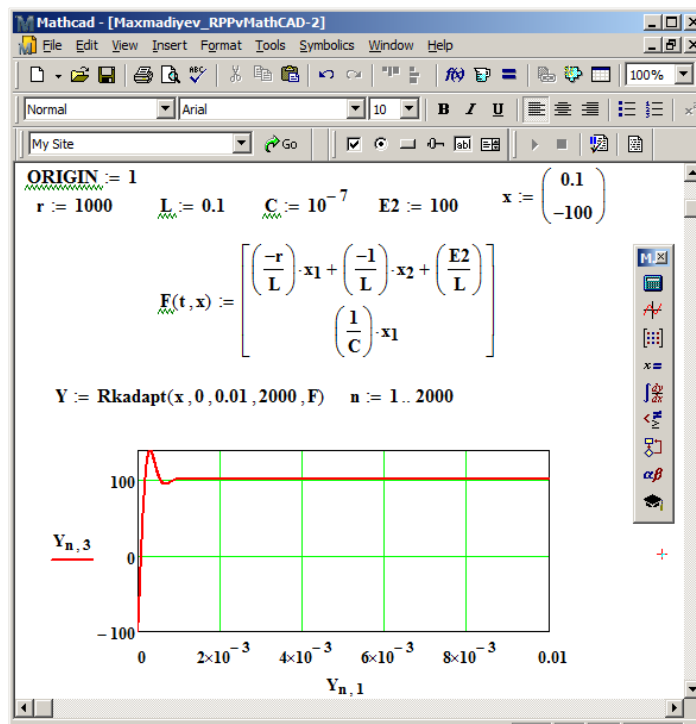 Mathcad - [Maxmadiyev_RPPvMathCAD-2]
File Edit View Insert Format Tools Symbolics Window Help
100%
Normal Arial 10 B I U
My Site Go abl
ORIGIN := 1
r := 1000 L := 0.1 C := 10^-7 E2 := 100 x := (0.1 -100)
F(t,x) := [(-r/L)·x1 + (-1/L)·x2 + (E2/L)
(1/C)·x1]
Y := Rkadapt(x,0,0.01,2000,F) n := 1..2000
100
Yn,3 0
-100
0 2×10^-3 4×10^-3 6×10^-3 8×10^-3 0.01
Yn,1
M..
x=
αβ